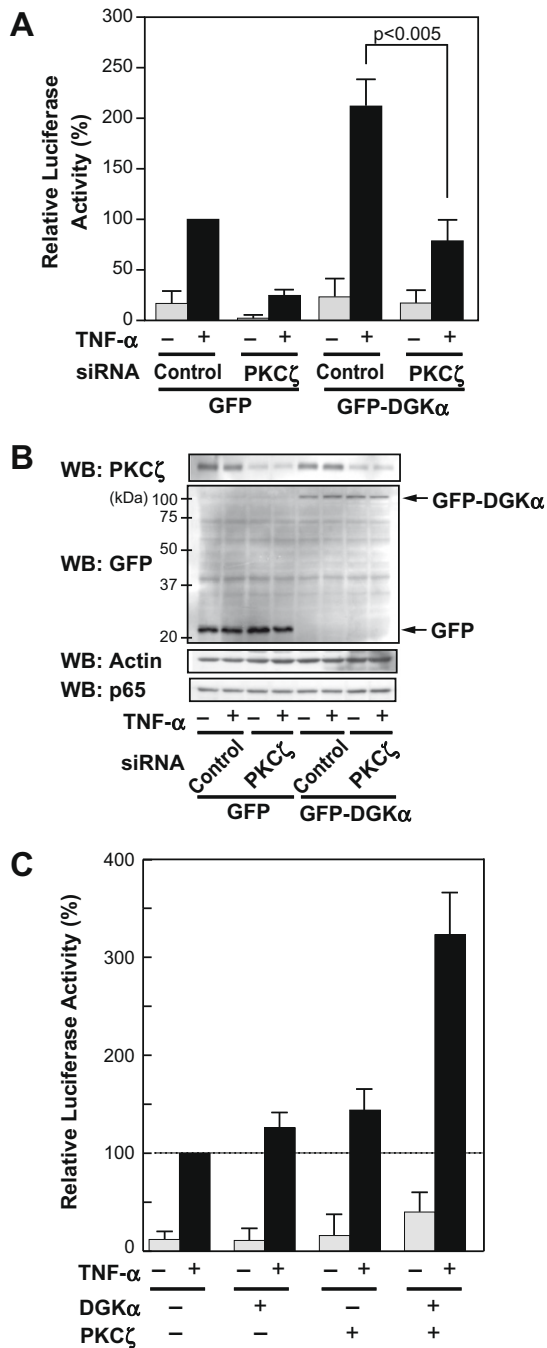 A
p<0.005
Relative Luciferase
Activity (%)
300
250
200
150
100
50
0
TNF-α − + − + − + − +
siRNA Control PKCζ Control PKCζ
GFP GFP-DGKα
B
WB: PKCζ
(kDa) 100
75
50
37
20
GFP-DGKα
WB: GFP
GFP
WB: Actin
WB: p65
TNF-α − + − + − + − +
siRNA Control PKCζ Control PKCζ
GFP GFP-DGKα
C
Relative Luciferase Activity (%)
400
300
200
100
0
TNF-α − + − + − + − +
DGKα − + − +
PKCζ − − + +